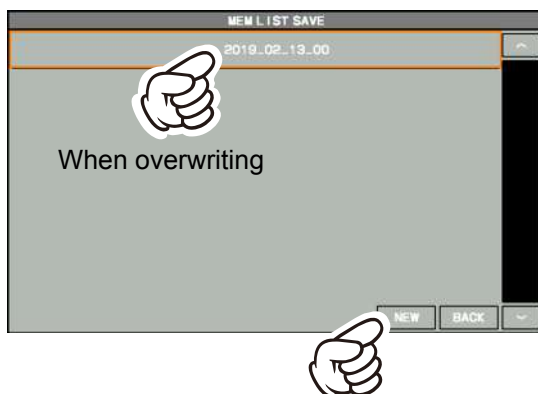 MEM LIST SAVE
2019_02_13_00
When overwriting
NEW BACK